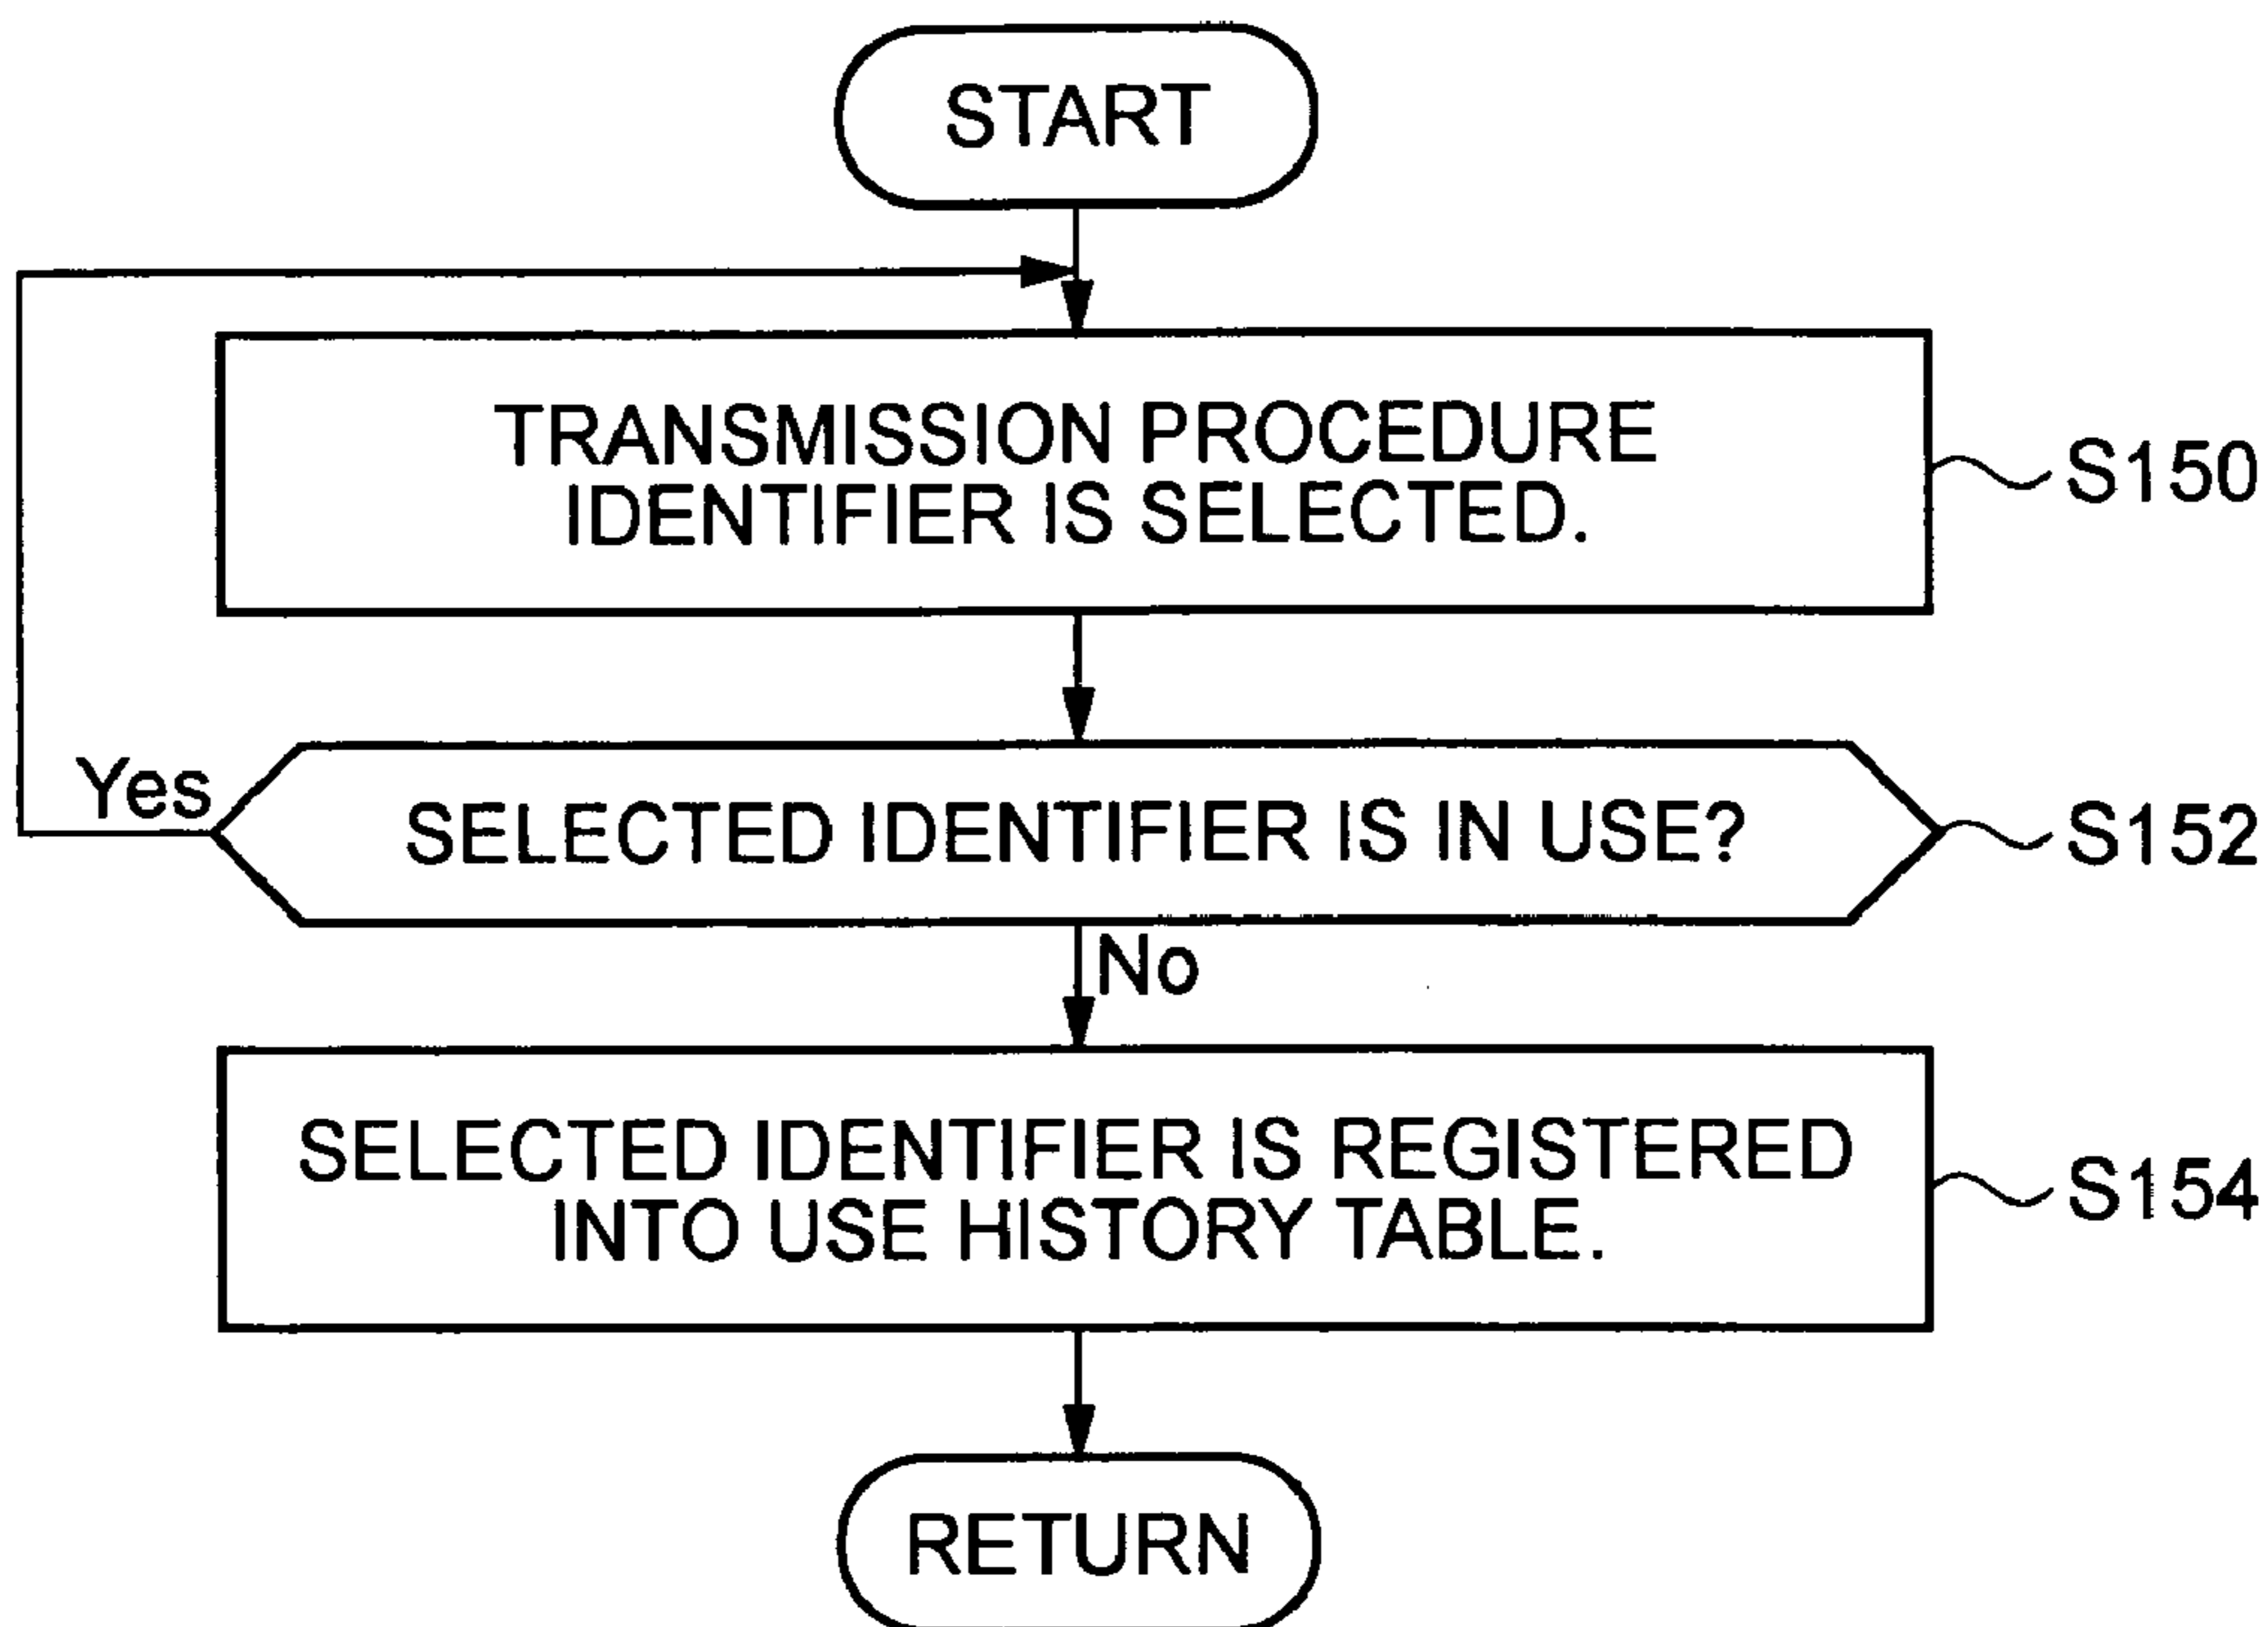 START
TRANSMISSION PROCEDURE
IDENTIFIER IS SELECTED.
S150
Yes
SELECTED IDENTIFIER IS IN USE?
S152
No
SELECTED IDENTIFIER IS REGISTERED
INTO USE HISTORY TABLE.
S154
RETURN